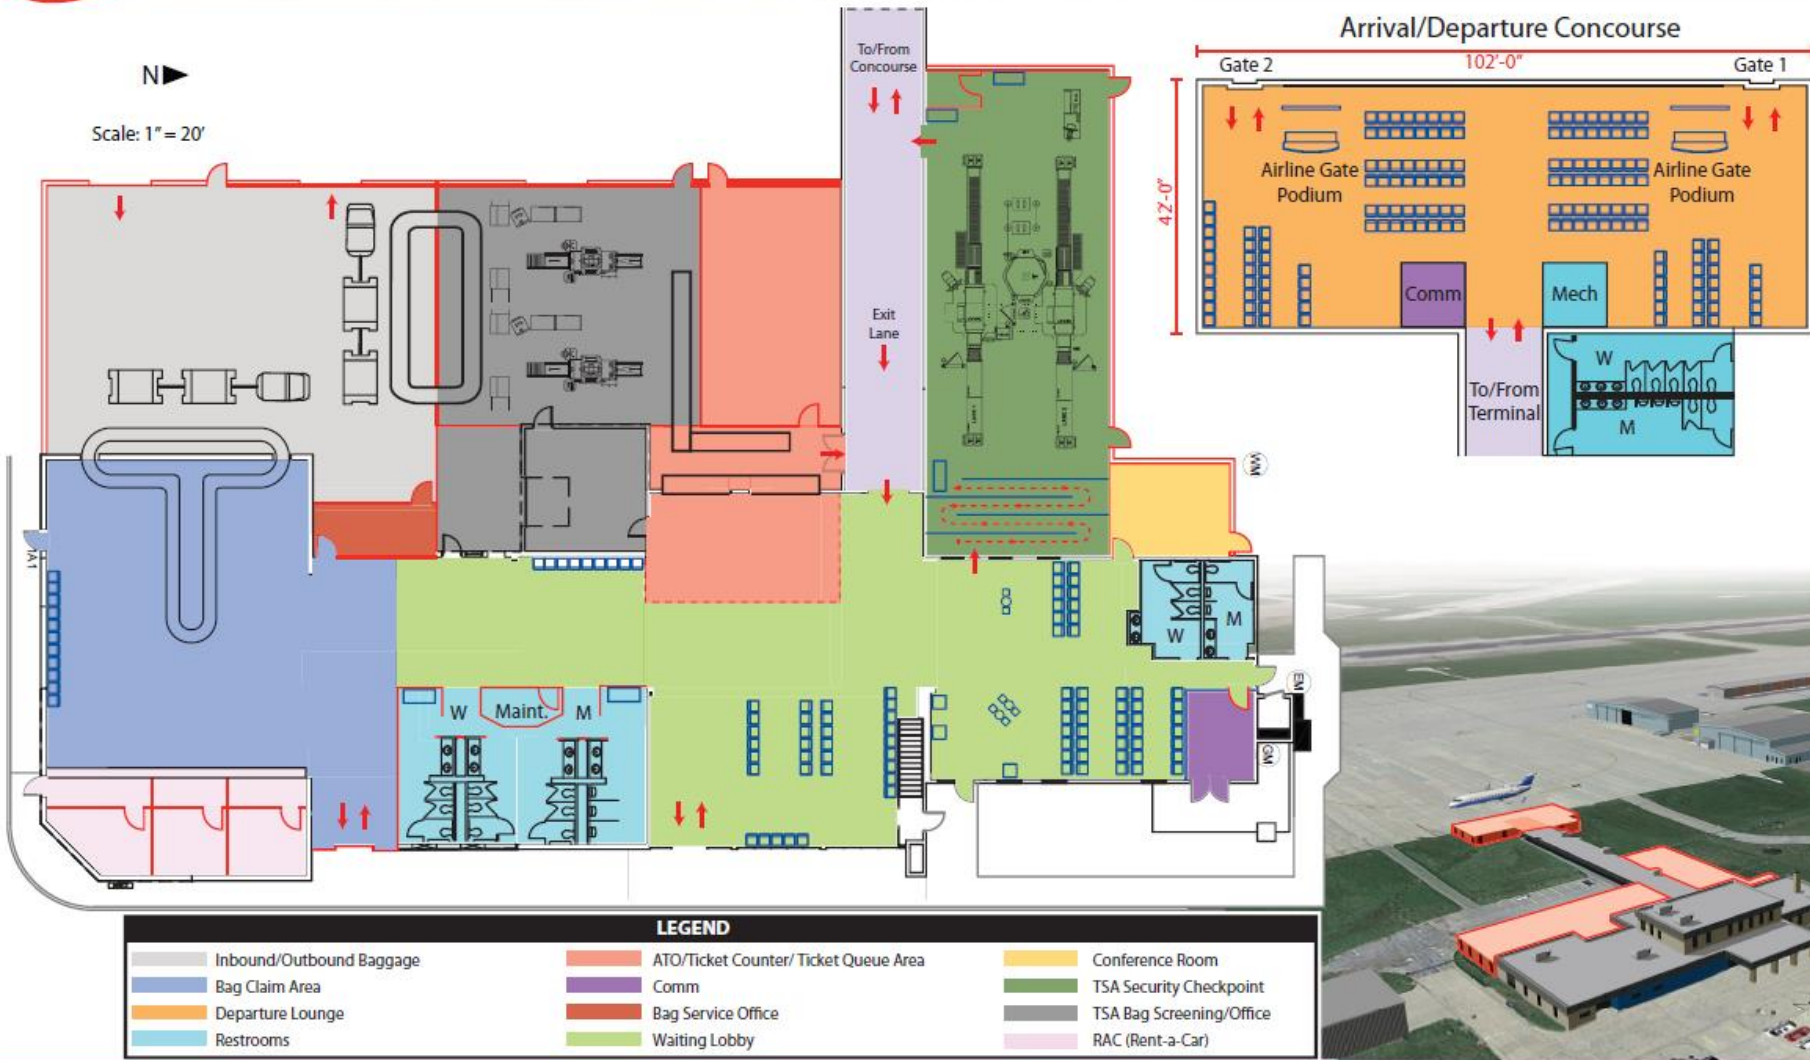 Arrival/Departure Concourse
102'-0"
Gate 2
Gate 1
To/From
Concourse
N
Scale: 1" = 20'
42'-0"
Airline Gate
Podium
Airline Gate
Podium
Comm
Mech
Exit
Lane
To/From
Terminal
W
M
WM
W
M
EM
GM
W
Maint.
M
LEGEND
Inbound/Outbound Baggage
ATO/Ticket Counter/ Ticket Queue Area
Conference Room
Bag Claim Area
Comm
TSA Security Checkpoint
Departure Lounge
Bag Service Office
TSA Bag Screening/Office
Restrooms
Waiting Lobby
RAC (Rent-a-Car)